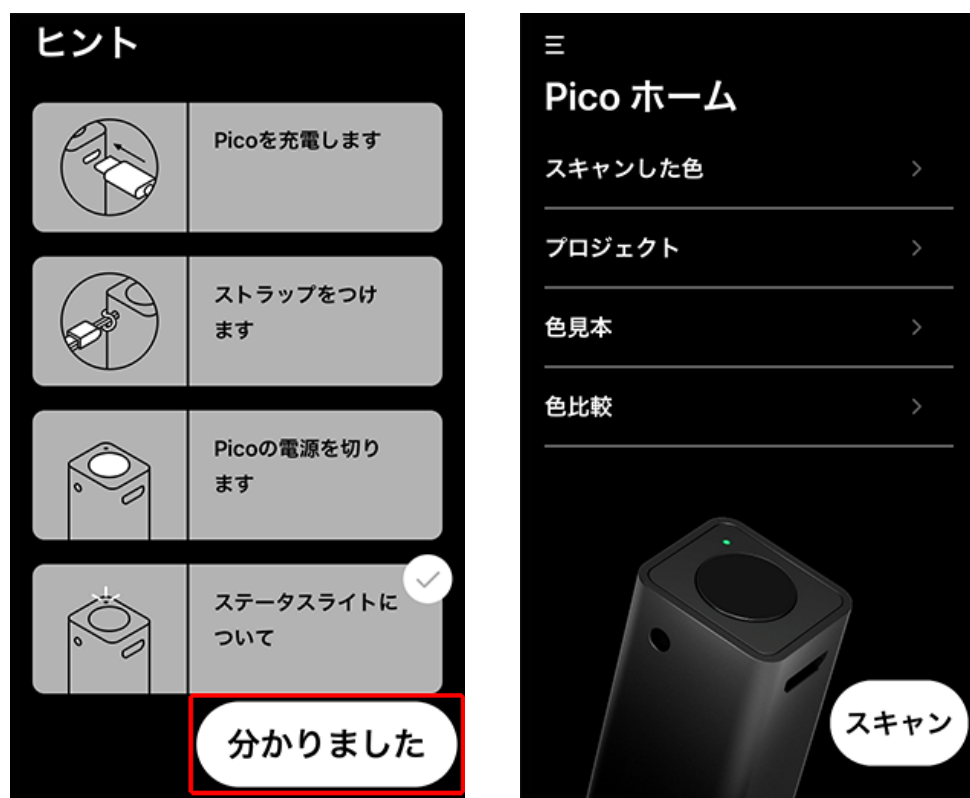 ヒント
Picoを充電します
ストラップをつけ
ます
Picoの電源を切り
ます
ステータスライトに
ついて
分かりました
Pico ホーム
スキャンした色
プロジェクト
色見本
色比較
スキャン